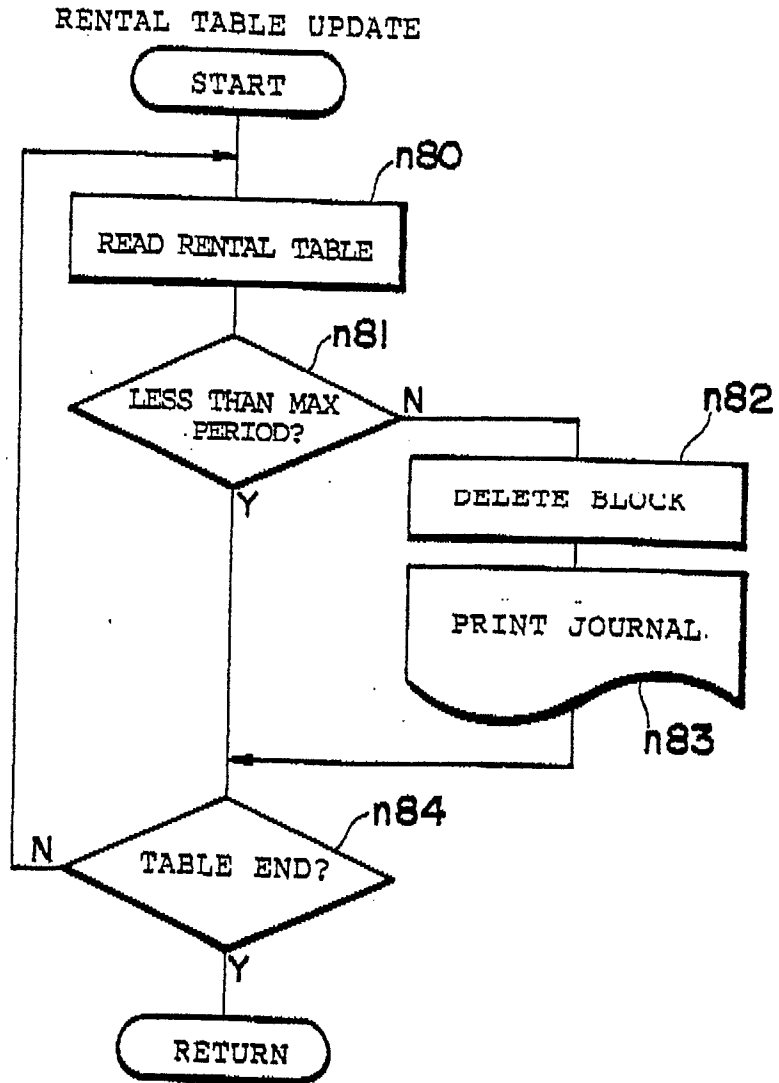 RENTAL TABLE UPDATE
START
n80
READ RENTAL TABLE
n81
LESS THAN MAX
PERIOD?
N
n82
Y
DELETE BLOCK
PRINT JOURNAL
n83
n84
N
TABLE END?
Y
RETURN